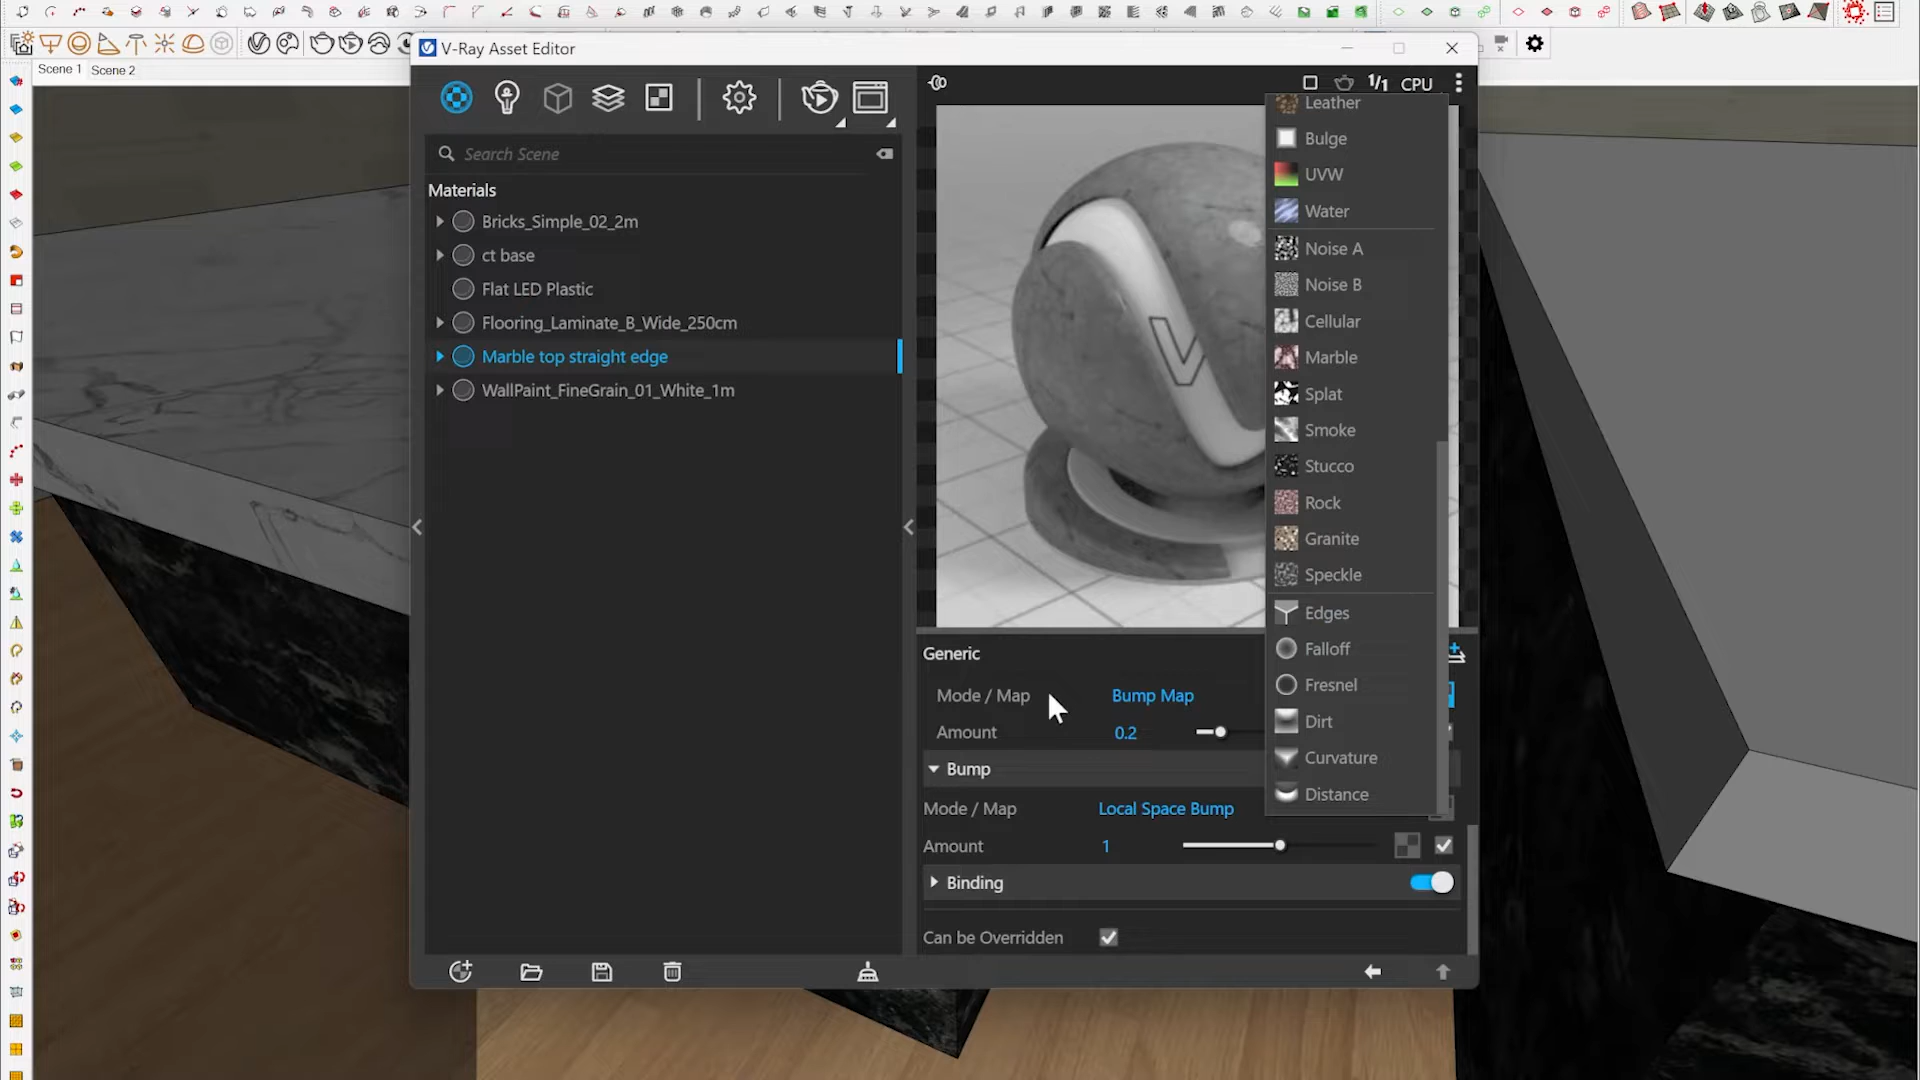 V-Ray Asset Editor
Scene 1 Scene 2
1/1 CPU
Search Scene
Materials
Bricks_Simple_02_2m
ct base
Flat LED Plastic
Flooring_Laminate_B_Wide_250cm
Marble top straight edge
WallPaint_FineGrain_01_White_1m
Leather
Bulge
UVW
Water
Noise A
Noise B
Cellular
Marble
Splat
Smoke
Stucco
Rock
Granite
Speckle
Edges
Falloff
Fresnel
Dirt
Curvature
Distance
Generic
Mode / Map Bump Map
Amount 0.2
Bump
Mode / Map Local Space Bump
Amount 1
Binding
Can be Overridden